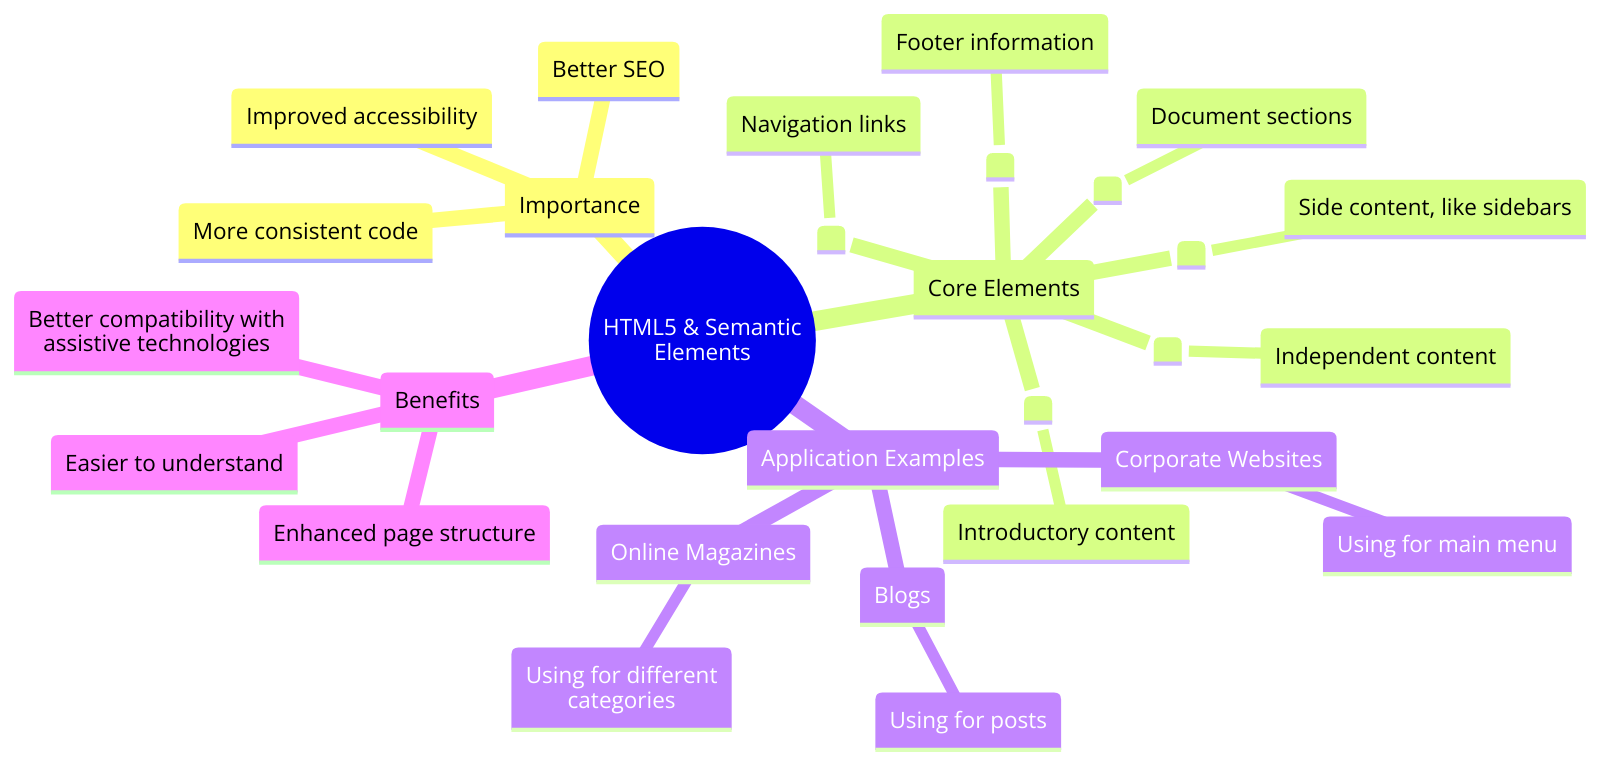 HTML5 & Semantic
Elements
Importance
Better SEO
Improved accessibility
More consistent code
Core Elements
Navigation links
Footer information
Document sections
Side content, like sidebars
Independent content
Introductory content
Benefits
Better compatibility with
assistive technologies
Easier to understand
Enhanced page structure
Application Examples
Corporate Websites
Using for main menu
Blogs
Using for posts
Online Magazines
Using for different
categories